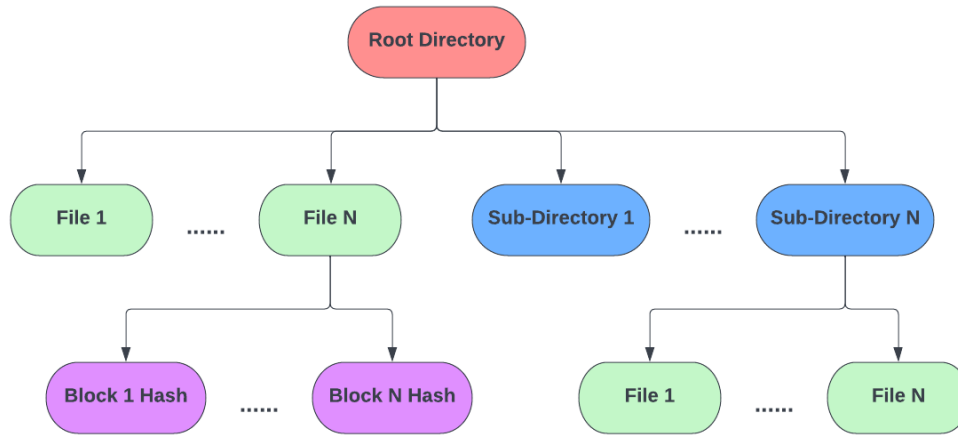 Root Directory
File 1
......
File N
Sub-Directory 1
......
Sub-Directory N
Block 1 Hash
......
Block N Hash
File 1
......
File N